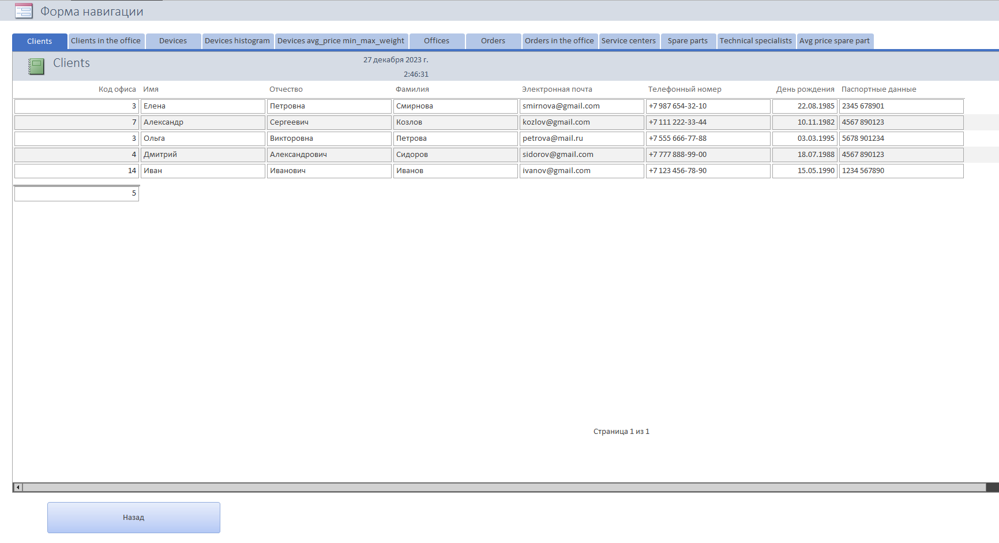 Форма навигации
Clients Clients in the office Devices Devices histogram Devices avg_price min_max_weight Offices Orders Orders in the office Service centers Spare parts Technical specialists Avg price spare part
Clients 27 декабря 2023 г.
2:46:31
Код офиса Имя Отчество Фамилия Электронная почта Телефонный номер День рождения Паспортные данные
3 Елена Петровна Смирнова smirnova@gmail.com +7 987 654-32-10 22.08.1985 2345 678901
7 Александр Сергеевич Козлов kozlov@gmail.com +7 111 222-33-44 10.11.1982 4567 890123
3 Ольга Викторовна Петрова petrova@mail.ru +7 555 666-77-88 03.03.1995 5678 901234
4 Дмитрий Александрович Сидоров sidorov@gmail.com +7 777 888-99-00 18.07.1988 4567 890123
14 Иван Иванович Иванов ivanov@gmail.com +7 123 456-78-90 15.05.1990 1234 567890
5
Страница 1 из 1
Назад